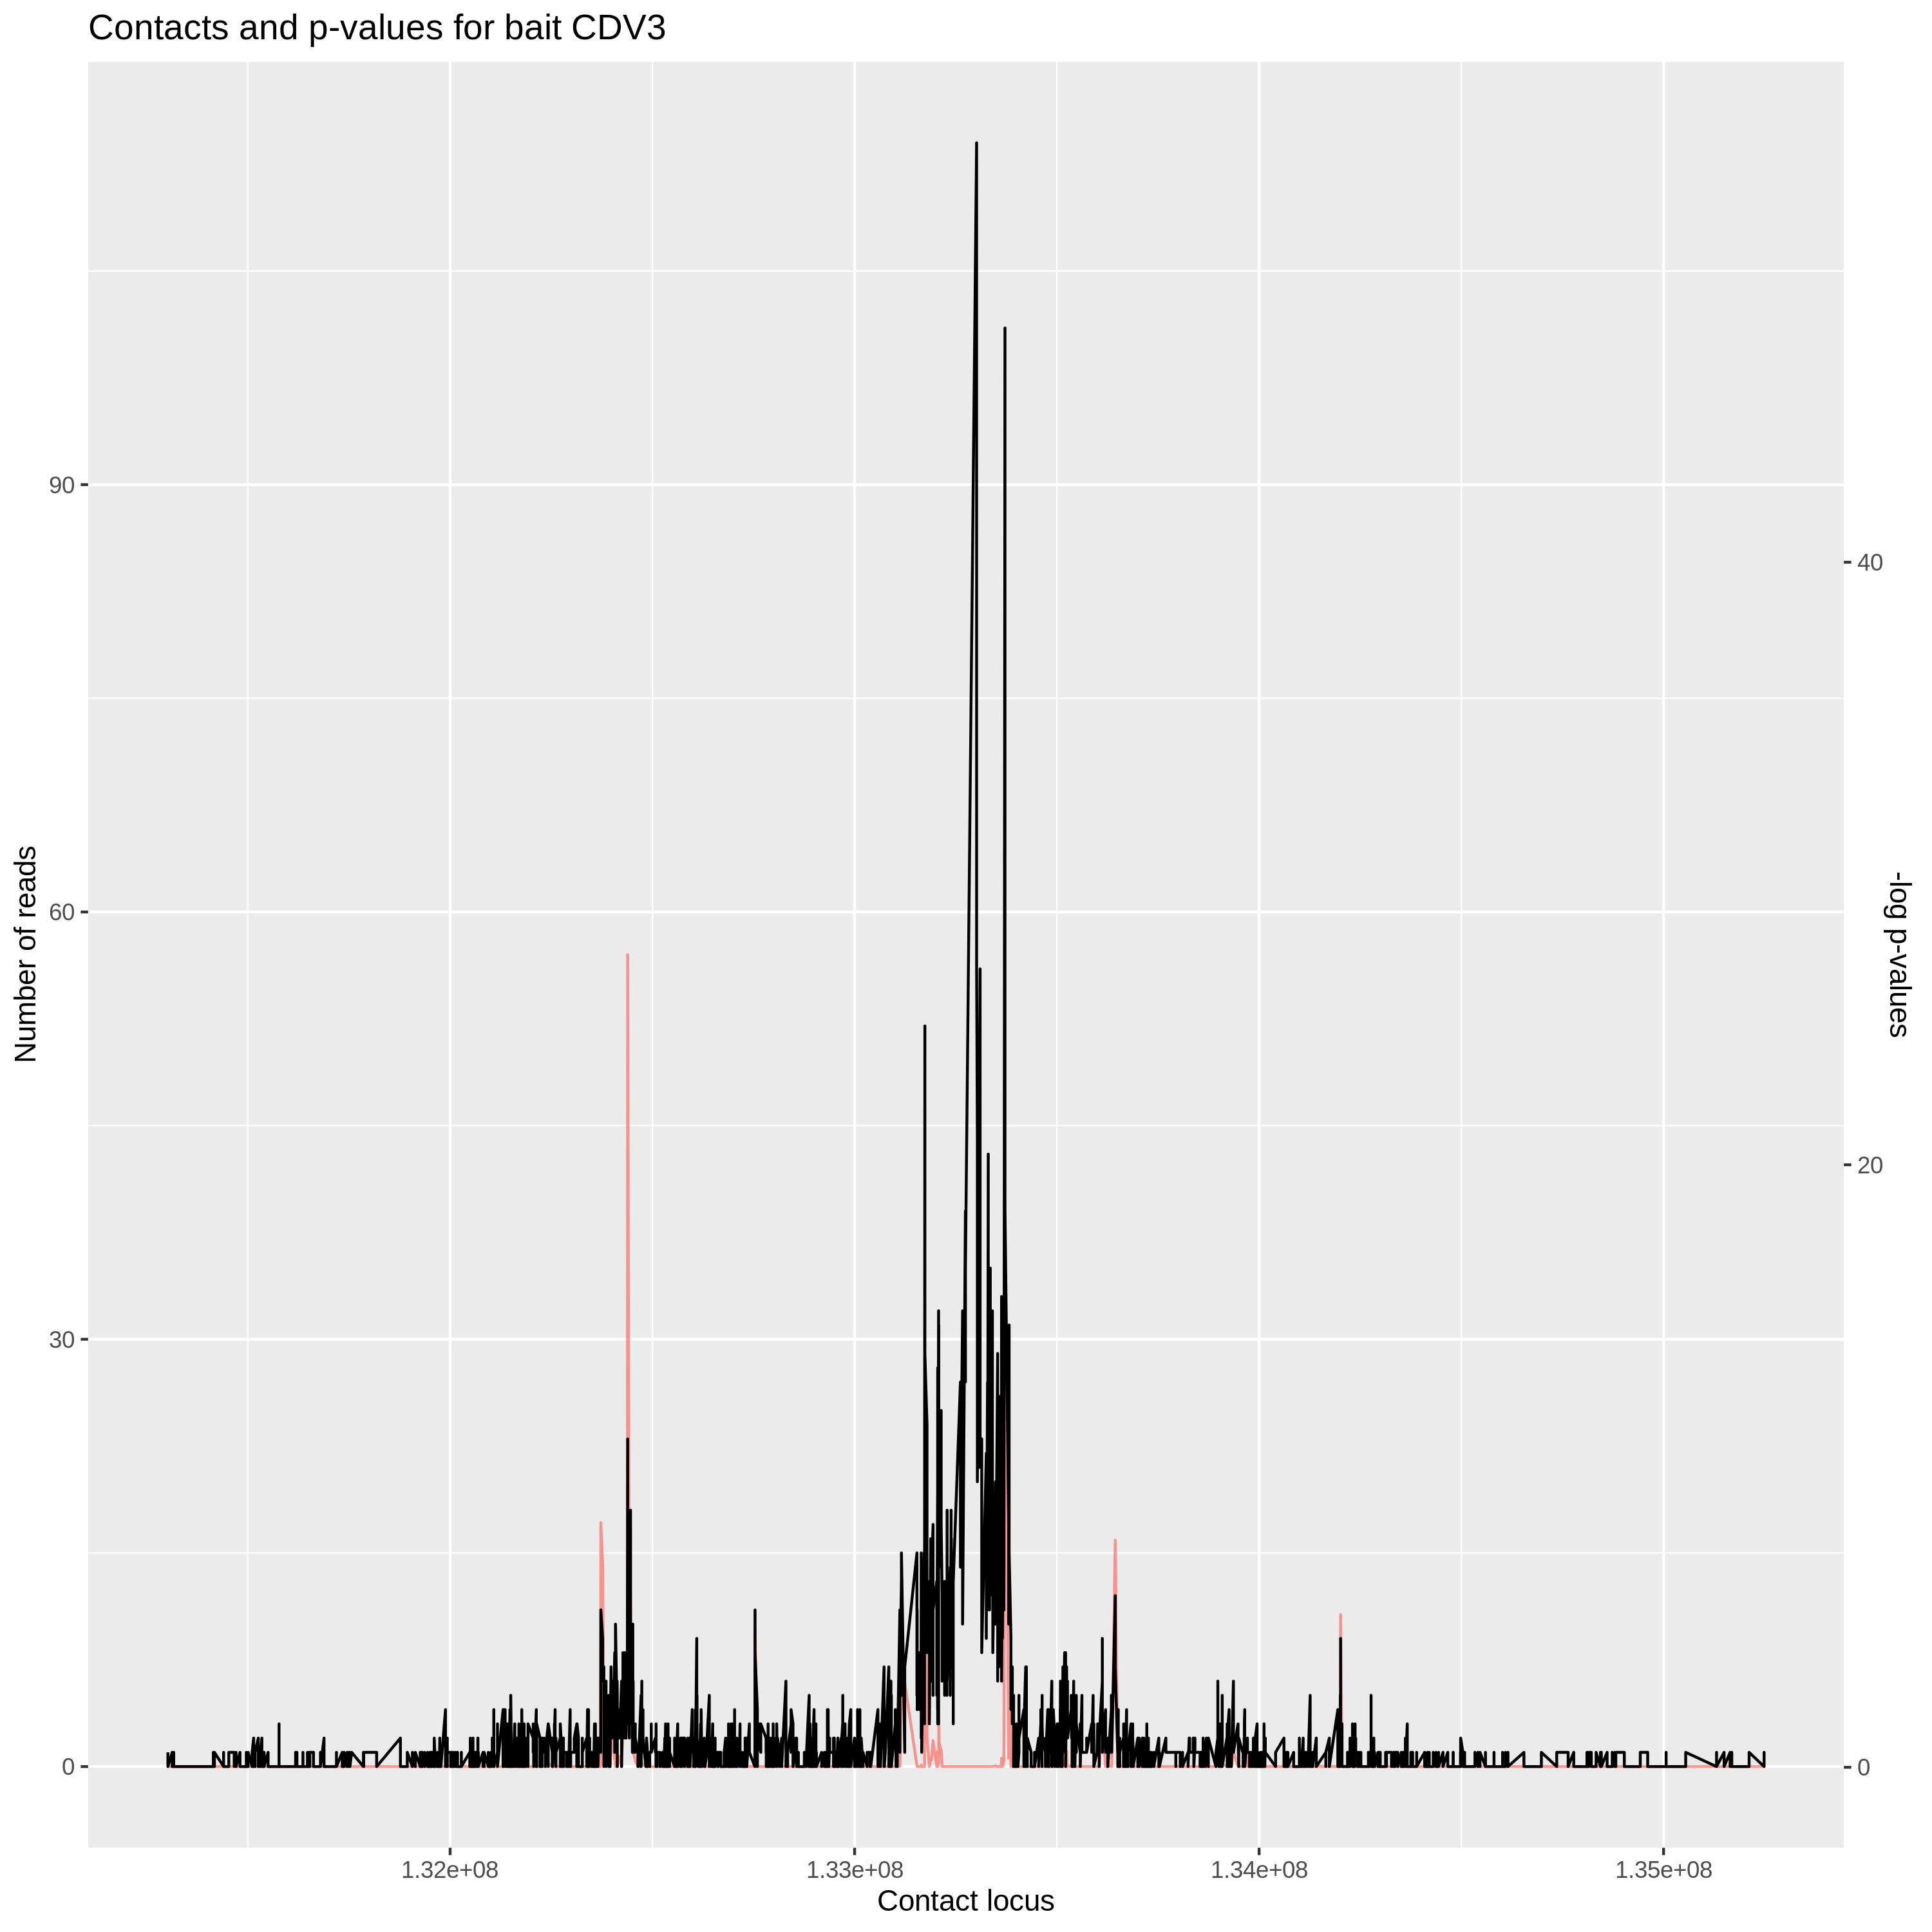 Contacts and p-values for bait CDV3
90
60
30
0
Number of reads
40
20
0
-log p-values
1.32e+08
1.33e+08
1.34e+08
1.35e+08
Contact locus